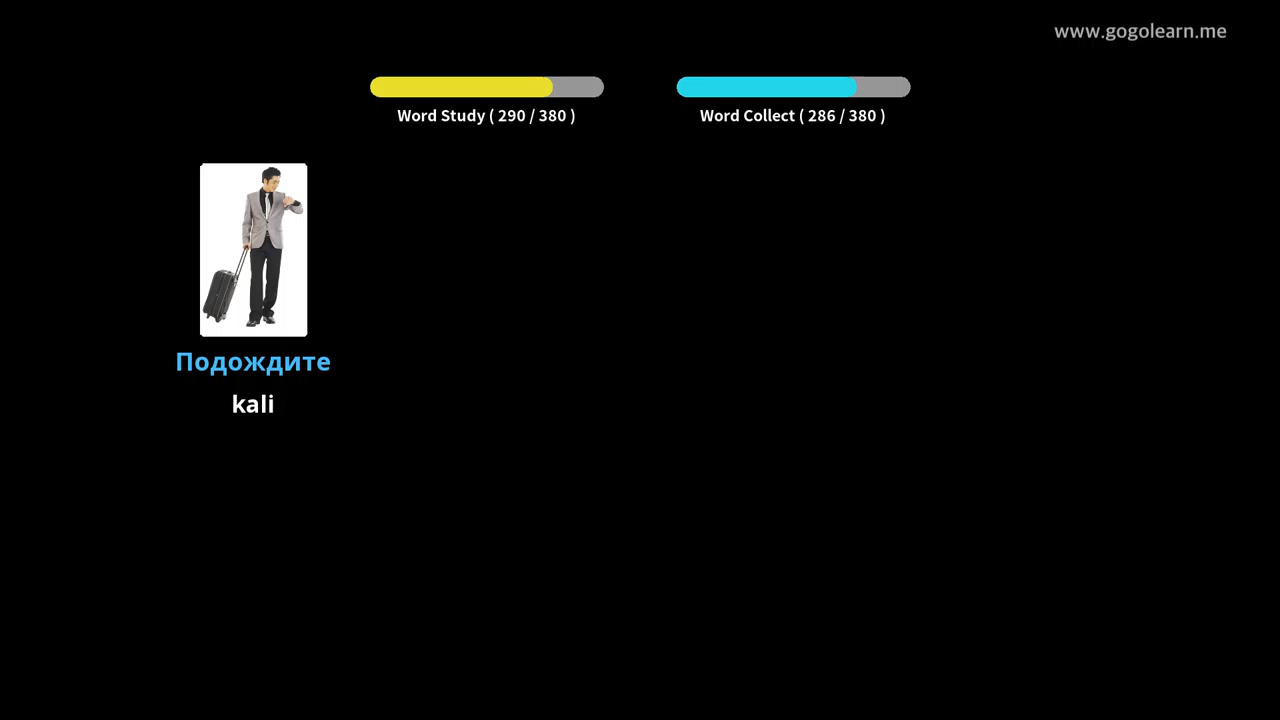 www.gogolearn.me
Word Study ( 290 / 380 )
Word Collect ( 286 / 380 )
Подождите
kali